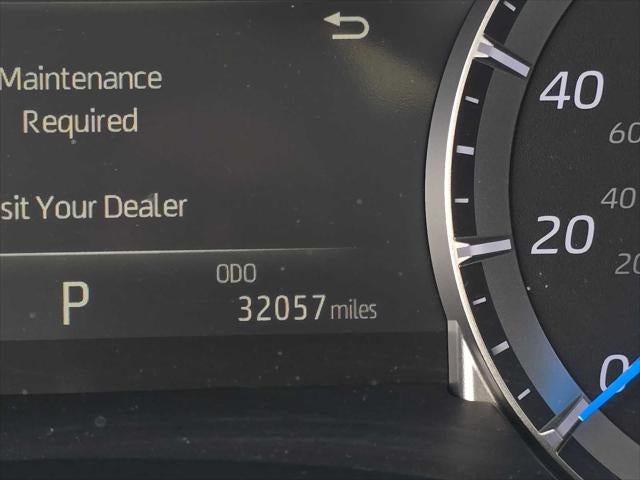 Maintenance
Required
sit Your Dealer
P
ODO
32057 miles
40
60
40
20
20
0